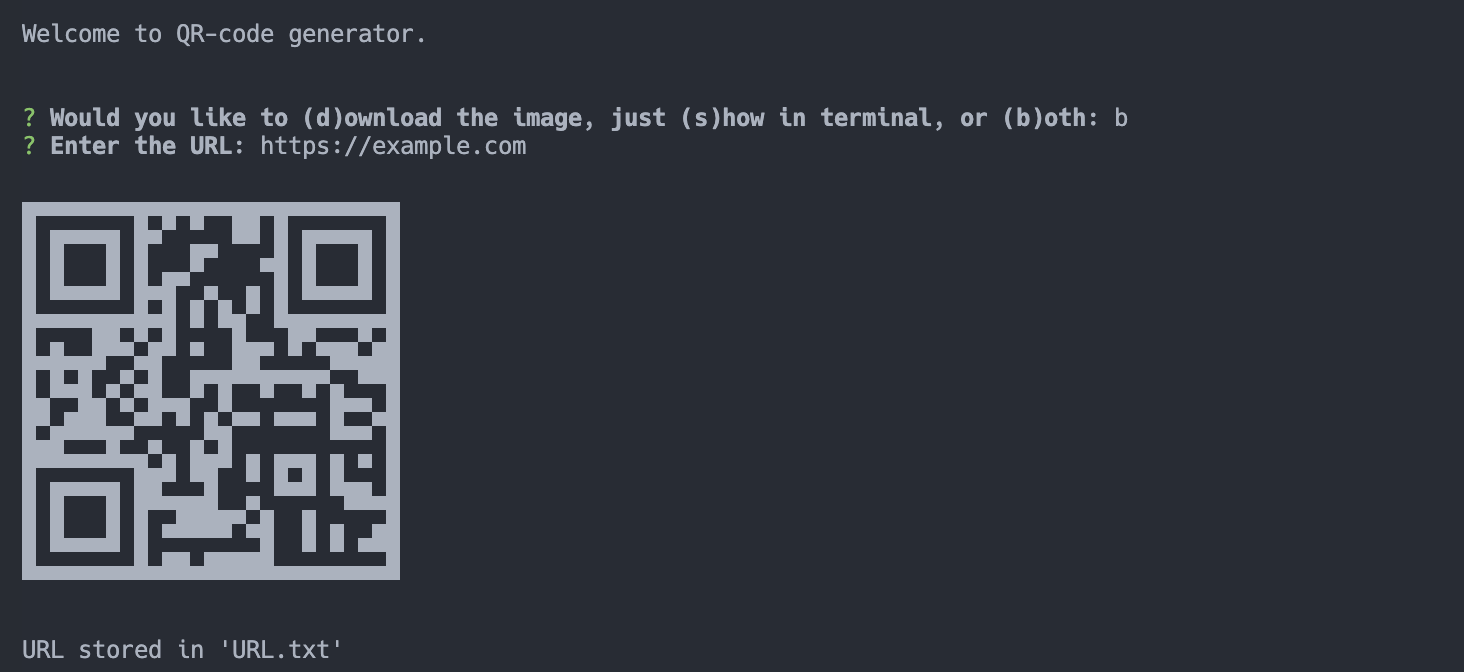 Welcome to QR-code generator.
? Would you like to (d)ownload the image, just (s)how in terminal, or (b)oth: b
? Enter the URL: https://example.com
URL stored in 'URL.txt'